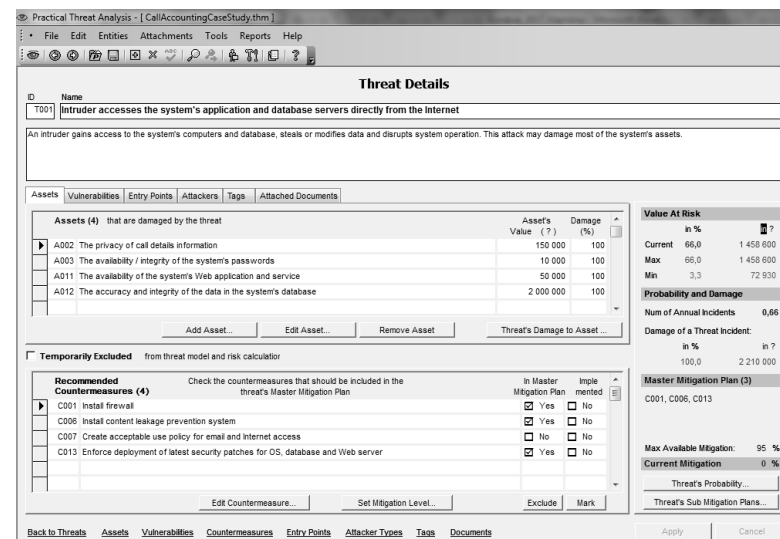 Practical Threat Analysis - [ CallAccountingCaseStudy.thm ]
File Edit Entities Attachments Tools Reports Help
Threat Details
ID Name
T001 Intruder accesses the system's application and database servers directly from the Internet
An intruder gains access to the system's computers and database, steals or modifies data and disrupts system operation. This attack may damage most of the system's assets.
Assets Vulnerabilities Entry Points Attackers Tags Attached Documents
Assets (4) that are damaged by the threat Asset's Value (?) Damage (%)
A002 The privacy of call details information 150 000 100
A003 The availability / integrity of the system's passwords 10 000 100
A011 The availability of the system's Web application and service 50 000 100
A012 The accuracy and integrity of the data in the system's database 2 000 000 100
Add Asset... Edit Asset... Remove Asset Threat's Damage to Asset ...
Temporarily Excluded from threat model and risk calculatior
Recommended Countermeasures (4) Check the countermeasures that should be included in the threat's Master Mitigation Plan In Master Mitigation Plan Imple mented
C001 Install firewall Yes No
C006 Install content leakage prevention system Yes No
C007 Create acceptable use policy for email and Internet access No No
C013 Enforce deployment of latest security patches for OS, database and Web server Yes No
Edit Countermeasure... Set Mitigation Level... Exclude Mark
Value At Risk
in % in ?
Current 66,0 1 458 600
Max 66,0 1 458 600
Min 3,3 72 930
Probability and Damage
Num of Annual Incidents 0,66
Damage of a Threat Incident:
in % in ?
100,0 2 210 000
Master Mitigation Plan (3)
C001, C006, C013
Max Available Mitigation: 95 %
Current Mitigation 0 %
Threat's Probability...
Threat's Sub Mitigation Plans...
Back to Threats Assets Vulnerabilities Countermeasures Entry Points Attacker Types Tags Documents
Apply Cancel